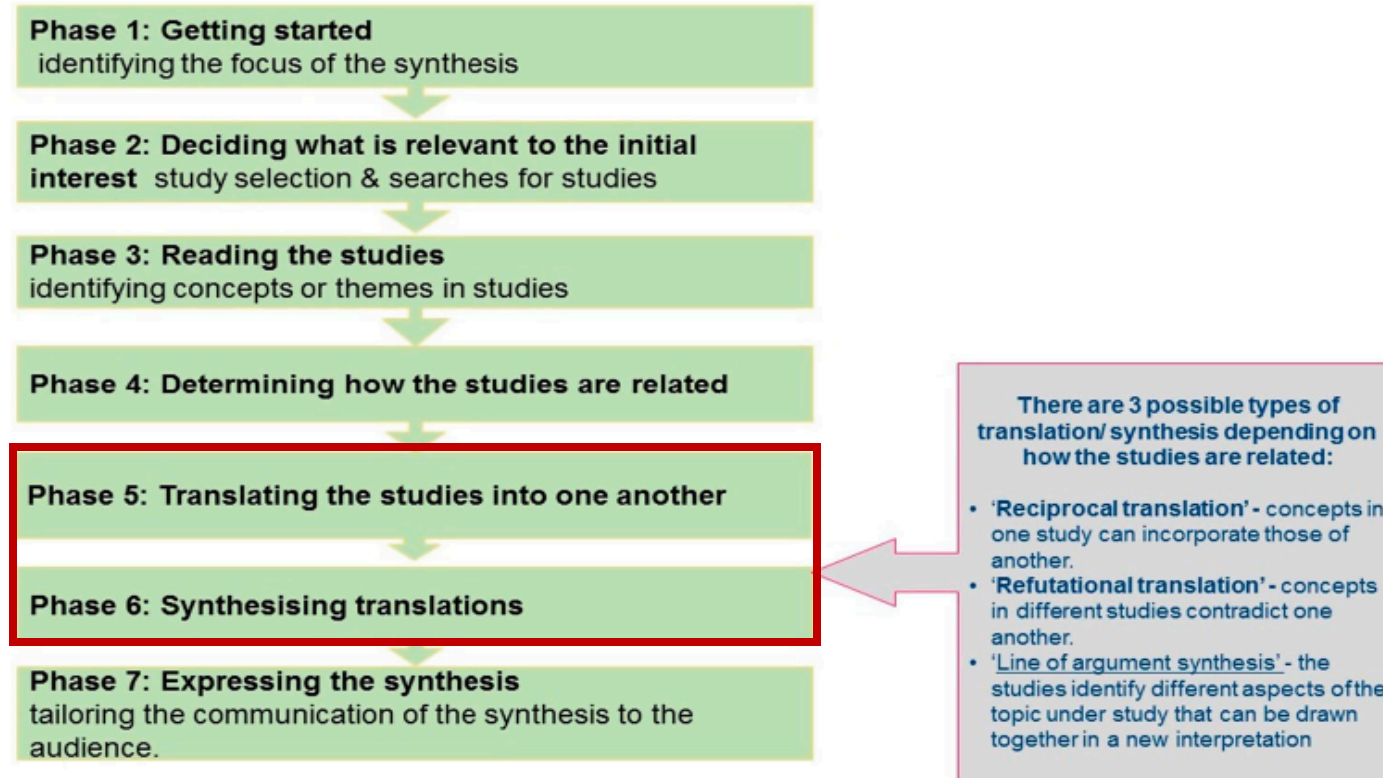 Phase 1: Getting started
identifying the focus of the synthesis
Phase 2: Deciding what is relevant to the initial
interest study selection & searches for studies
Phase 3: Reading the studies
identifying concepts or themes in studies
Phase 4: Determining how the studies are related
Phase 5: Translating the studies into one another
Phase 6: Synthesising translations
Phase 7: Expressing the synthesis
tailoring the communication of the synthesis to the
audience.
There are 3 possible types of
translation/ synthesis depending on
how the studies are related:
• 'Reciprocal translation' - concepts in
one study can incorporate those of
another.
• 'Refutational translation' - concepts
in different studies contradict one
another.
• 'Line of argument synthesis' - the
studies identify different aspects of the
topic under study that can be drawn
together in a new interpretation